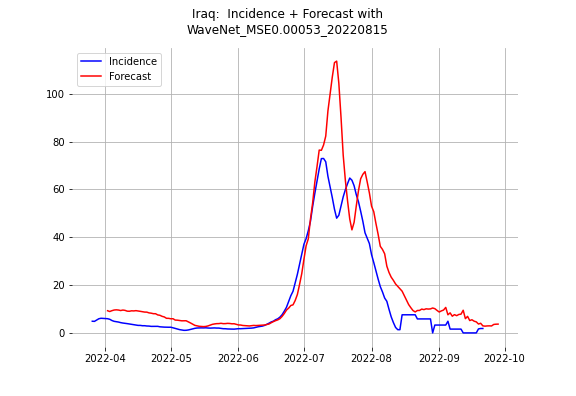 Iraq:  Incidence + Forecast with
WaveNet_MSE0.00053_20220815
Incidence
Forecast
100
80
60
40
20
0
2022-04 2022-05 2022-06 2022-07 2022-08 2022-09 2022-10